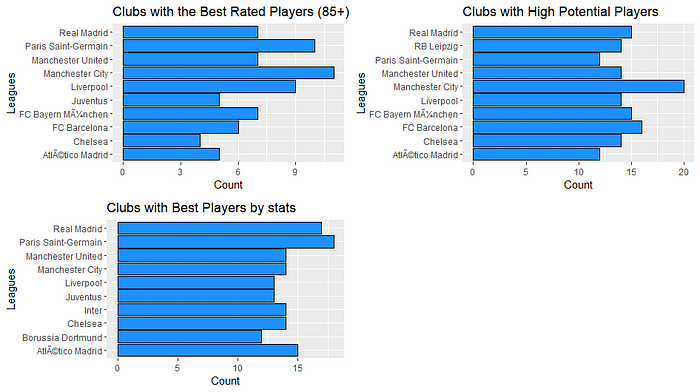 Clubs with the Best Rated Players (85+)
Leagues
Real Madrid
Paris Saint-Germain
Manchester United
Manchester City
Liverpool
Juventus
FC Bayern MÃ¼nchen
FC Barcelona
Chelsea
AtlÃ©tico Madrid
0 3 6 9
Count
Clubs with High Potential Players
Leagues
Real Madrid
RB Leipzig
Paris Saint-Germain
Manchester United
Manchester City
Liverpool
FC Bayern MÃ¼nchen
FC Barcelona
Chelsea
AtlÃ©tico Madrid
0 5 10 15 20
Count
Clubs with Best Players by stats
Leagues
Real Madrid
Paris Saint-Germain
Manchester United
Manchester City
Liverpool
Juventus
Inter
Chelsea
Borussia Dortmund
AtlÃ©tico Madrid
0 5 10 15
Count